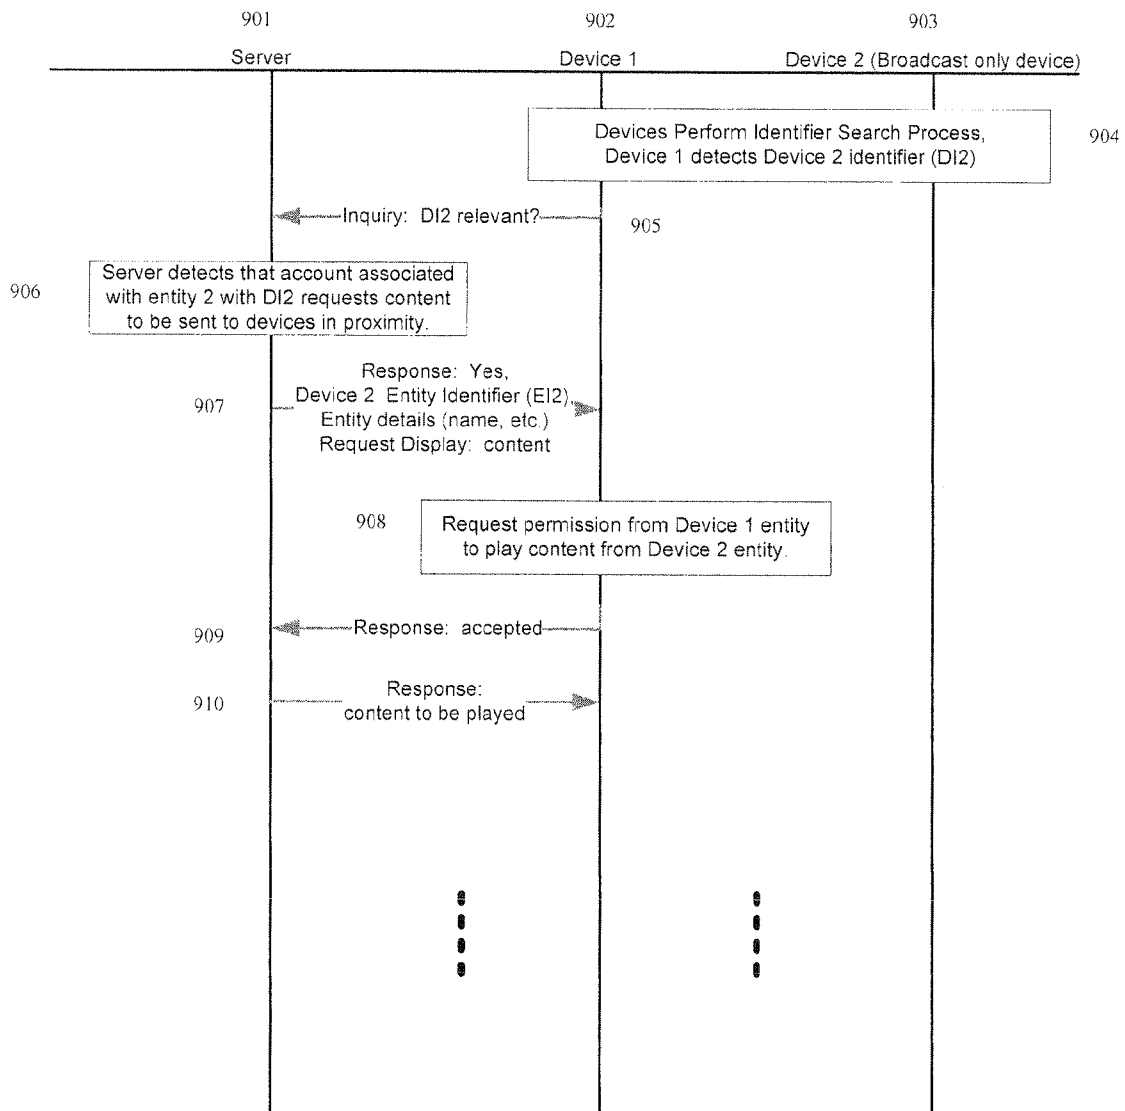 901
902
903
Server
Device 1
Device 2 (Broadcast only device)
Devices Perform Identifier Search Process,
Device 1 detects Device 2 identifier (DI2)
904
Inquiry: DI2 relevant?
905
906
Server detects that account associated
with entity 2 with DI2 requests content
to be sent to devices in proximity.
907
Response: Yes,
Device 2 Entity Identifier (EI2),
Entity details (name, etc.)
Request Display: content
908
Request permission from Device 1 entity
to play content from Device 2 entity.
909
Response: accepted
910
Response:
content to be played